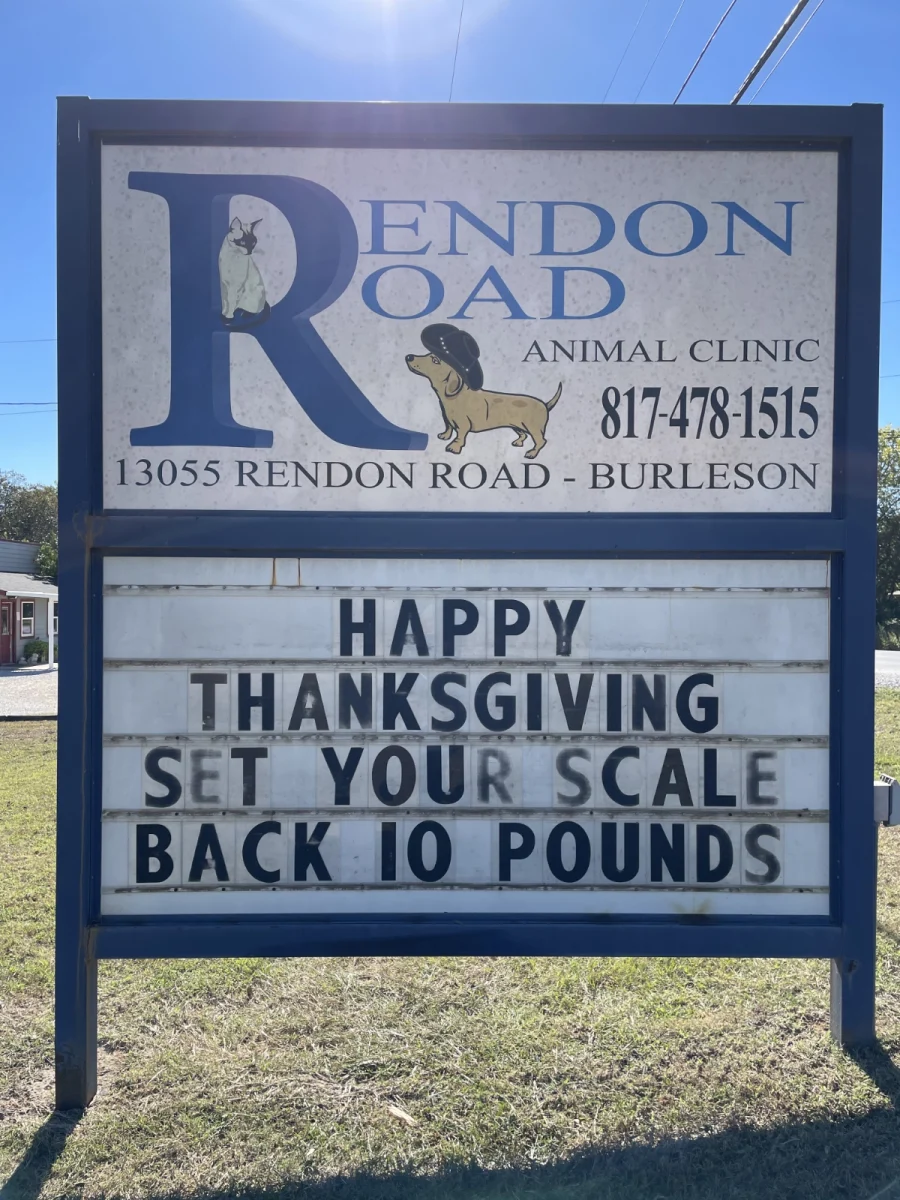 RENDON
ROAD
ANIMAL CLINIC
817-478-1515
13055 RENDON ROAD - BURLESON
HAPPY
THANKSGIVING
SET YOUR SCALE
BACK 10 POUNDS